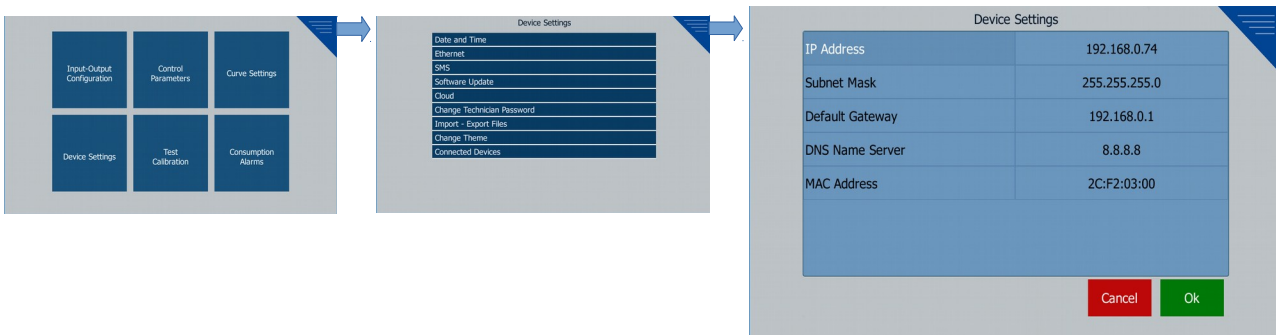 Input-Output
Configuration
Control
Parameters
Curve Settings
Device Settings
Test
Calibration
Consumption
Alarms
Device Settings
Date and Time
Ethernet
SMS
Software Update
Cloud
Change Technician Password
Import - Export Files
Change Theme
Connected Devices
Device Settings
IP Address 192.168.0.74
Subnet Mask 255.255.255.0
Default Gateway 192.168.0.1
DNS Name Server 8.8.8.8
MAC Address 2C:F2:03:00
Cancel Ok